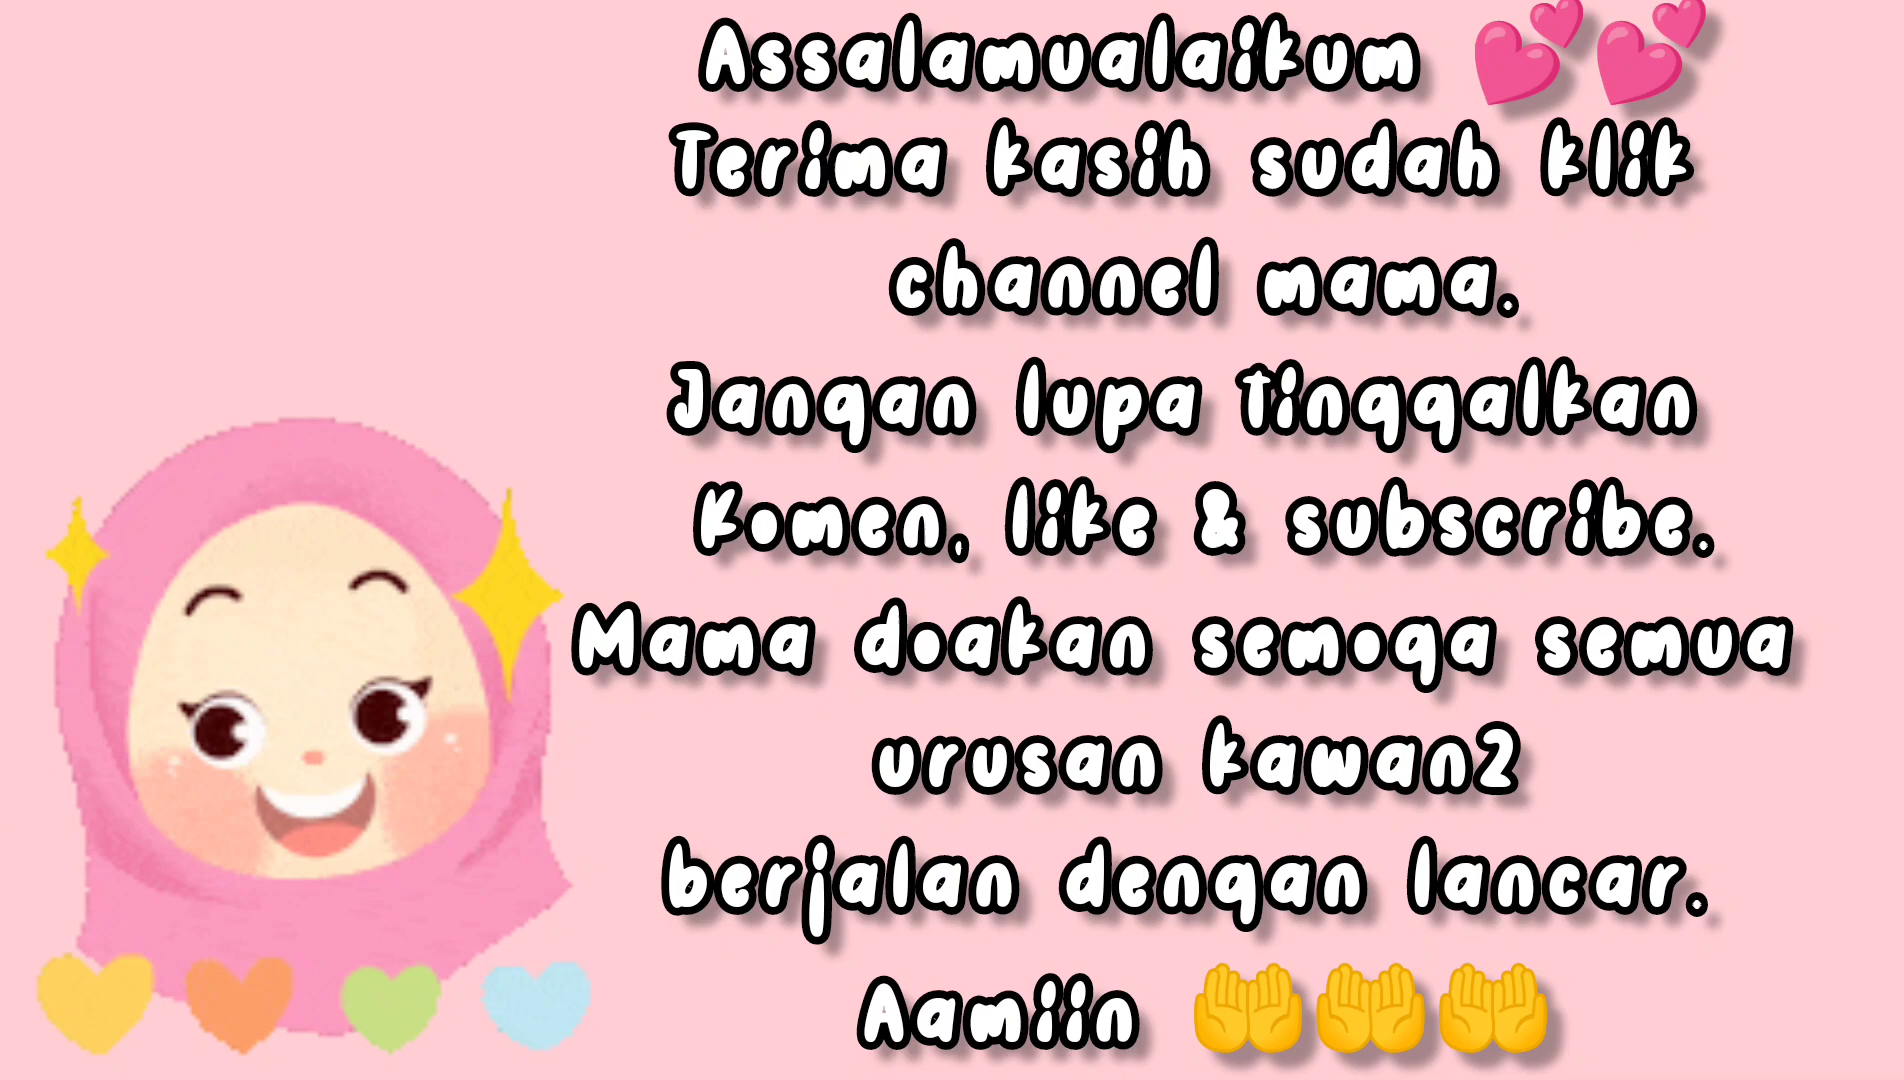 Assalamualaikum 💕💕
Terima kasih sudah klik
channel mama.
Jangan lupa tinggalkan
Komen, like & subscribe.
Mama doakan semoga semua
urusan kawan2
berjalan dengan lancar.
Aamiin 🤲🤲🤲